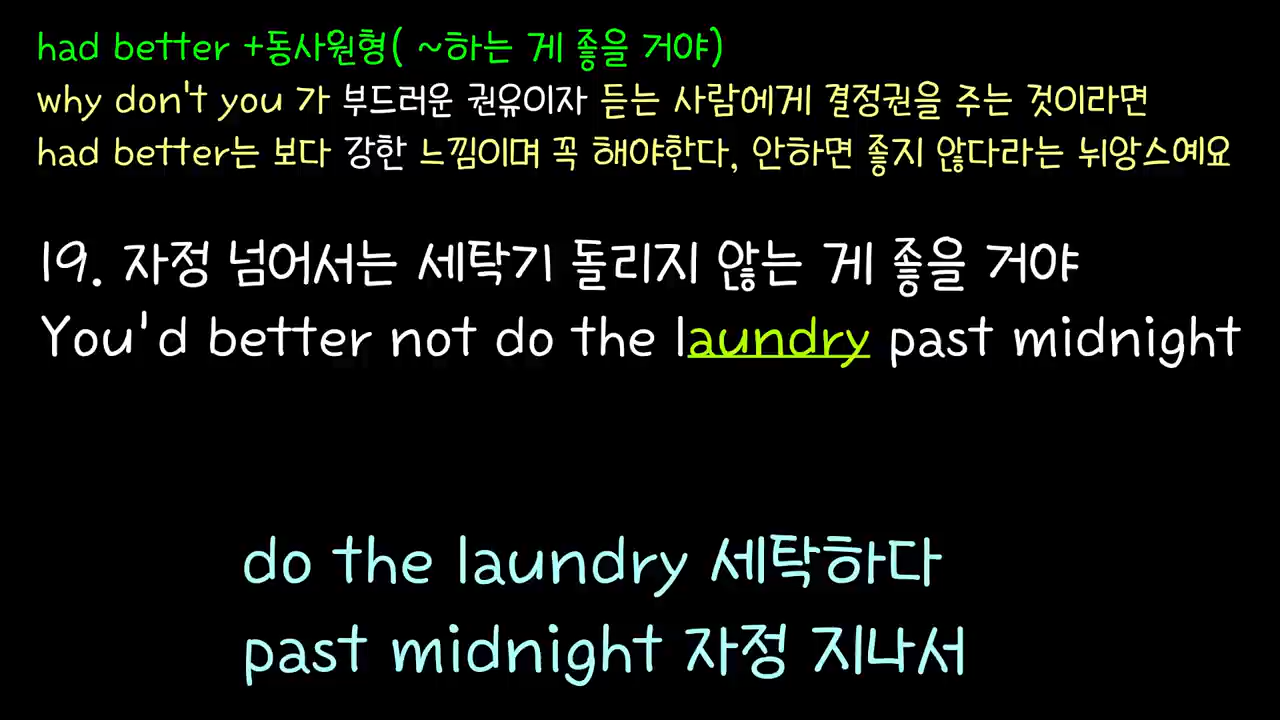 had better +동사원형( ~하는 게 좋을 거야)
why don't you 가 부드러운 권유이자 듣는 사람에게 결정권을 주는 것이라면
had better는 보다 강한 느낌이며 꼭 해야한다, 안하면 좋지 않다라는 뉘앙스예요
19. 자정 넘어서는 세탁기 돌리지 않는 게 좋을 거야
You'd better not do the laundry past midnight
do the laundry 세탁하다
past midnight 자정 지나서